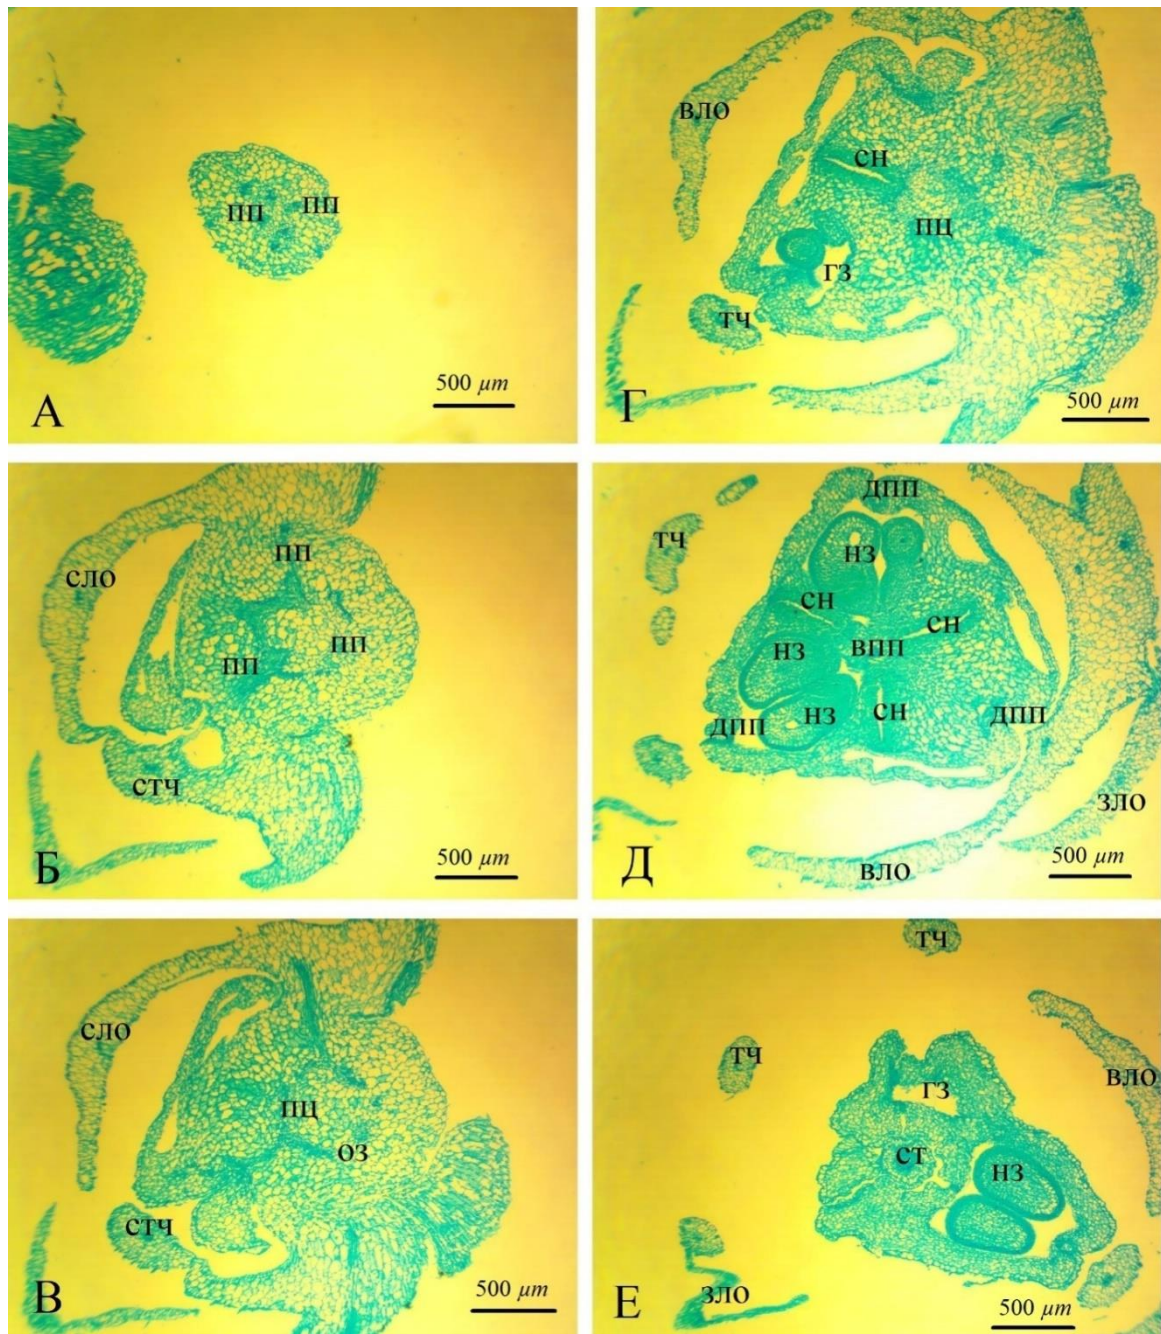 ПП ПП
500 µm
А
ПП
СЛО
ПП
ПП
СТЧ
500 µm
Б
СЛО
ПЦ
ОЗ
СТЧ
500 µm
В
ВЛО
СН
ПЦ
ГЗ
ТЧ
500 µm
Г
ДПП
ТЧ
НЗ
СН
СН
НЗ
ВПП
НЗ
СН
ДПП
ДПП
ЗЛО
500 µm
ВЛО
Д
ТЧ
ТЧ
ВЛО
ГЗ
СТ
НЗ
ЗЛО
500 µm
Е